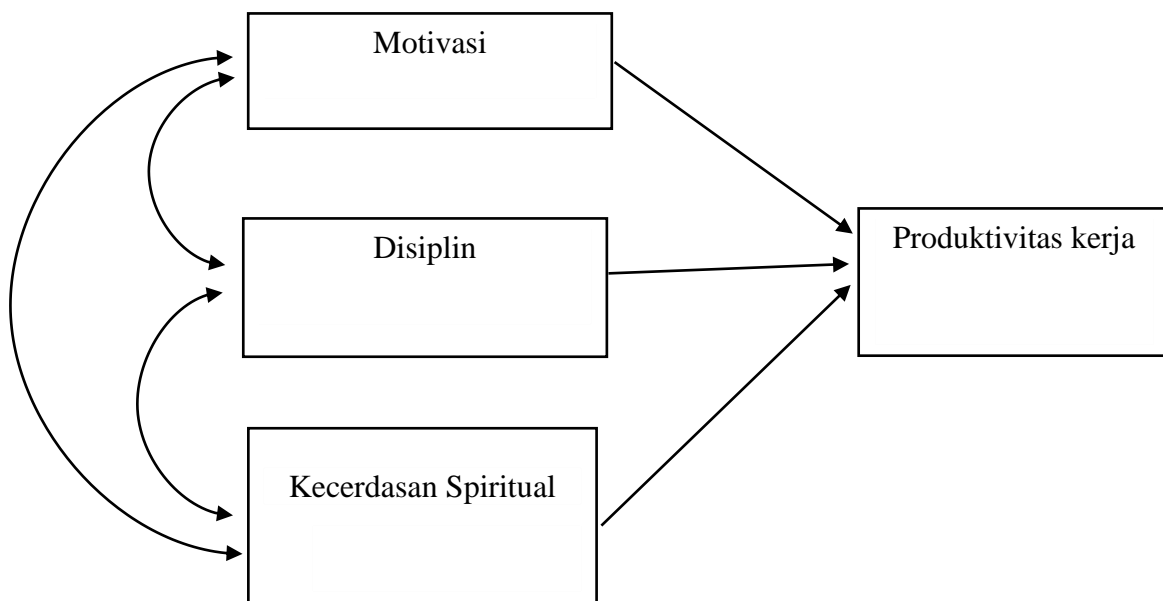 Motivasi
Disiplin
Produktivitas kerja
Kecerdasan Spiritual